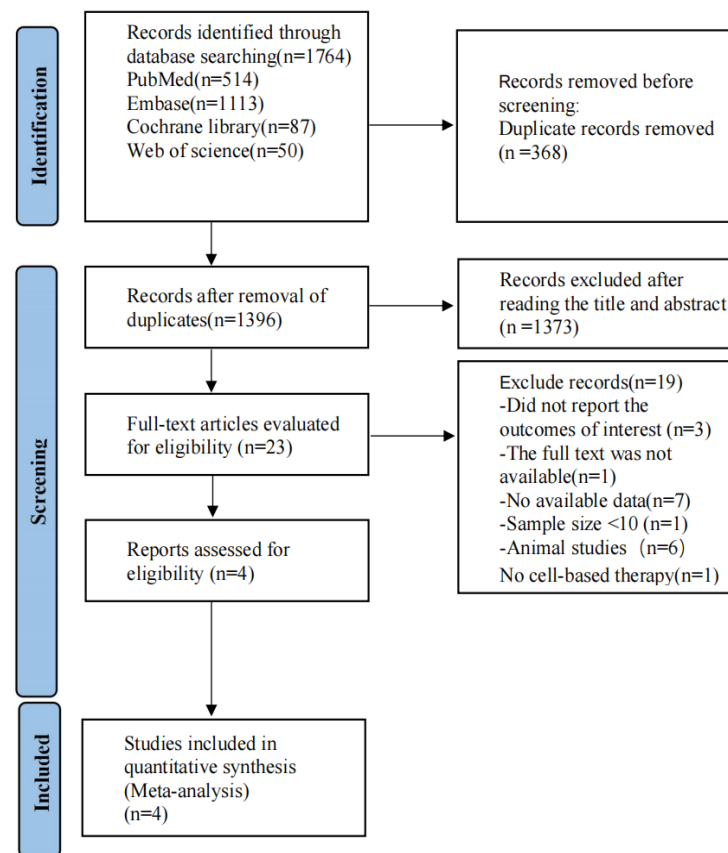 Identification
Records identified through
database searching(n=1764)
PubMed(n=514)
Embase(n=1113)
Cochrane library(n=87)
Web of science(n=50)
Records removed before
screening:
Duplicate records removed
(n =368)
Screening
Records after removal of
duplicates(n=1396)
Records excluded after
reading the title and abstract
(n =1373)
Full-text articles evaluated
for eligibility (n=23)
Exclude records(n=19)
-Did not report the
outcomes of interest (n=3)
-The full text was not
available(n=1)
-No available data(n=7)
-Sample size <10 (n=1)
-Animal studies（n=6）
No cell-based therapy(n=1)
Reports assessed for
eligibility (n=4)
Included
Studies included in
quantitative synthesis
(Meta-analysis)
(n=4)